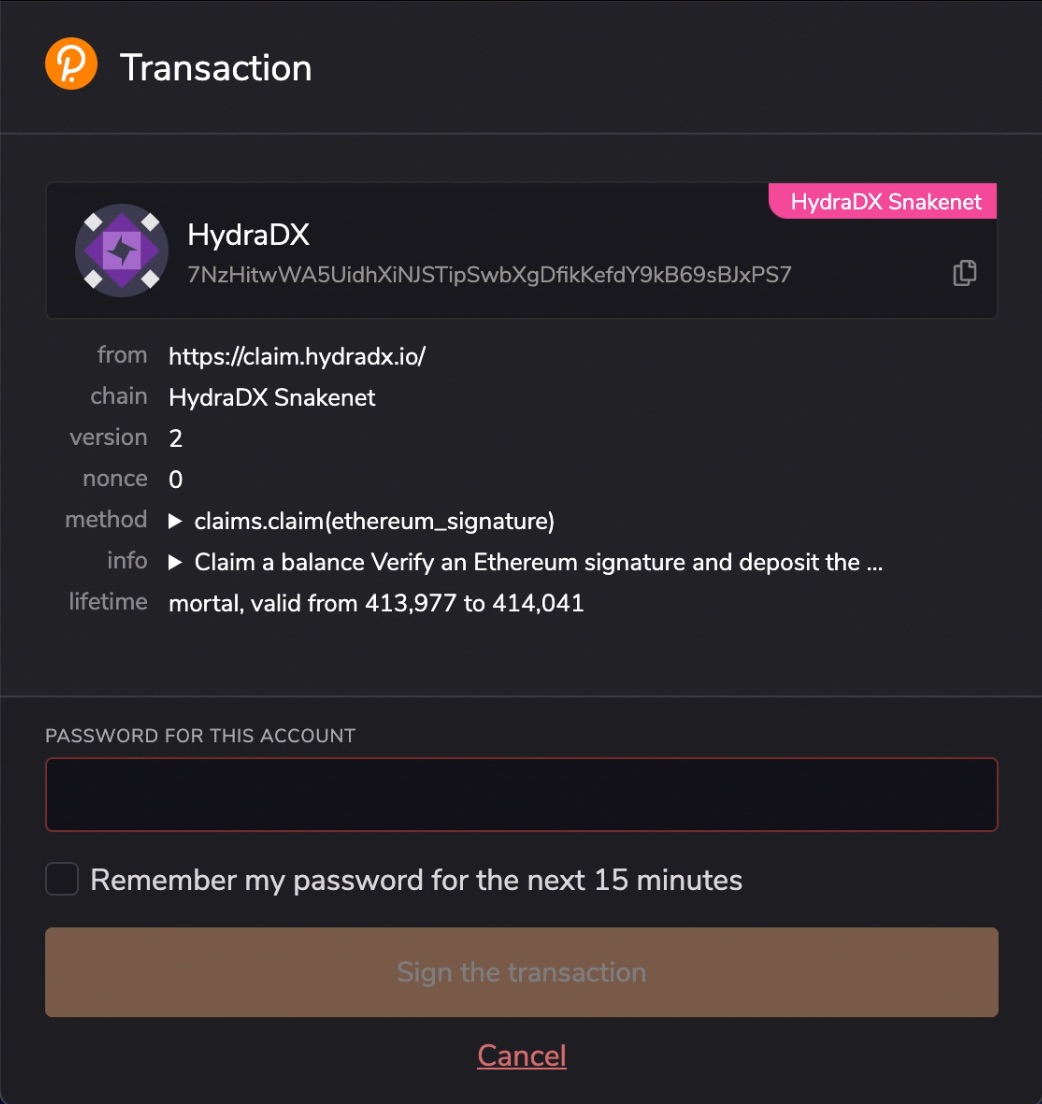 Transaction
HydraDX Snakenet
HydraDX
7NzHitwWA5UidhXiNJSTipSwbXgDfikKefdY9kB69sBJxPS7
from https://claim.hydradx.io/
chain HydraDX Snakenet
version 2
nonce 0
method ▶ claims.claim(ethereum_signature)
info ▶ Claim a balance Verify an Ethereum signature and deposit the ...
lifetime mortal, valid from 413,977 to 414,041
PASSWORD FOR THIS ACCOUNT
Remember my password for the next 15 minutes
Sign the transaction
Cancel